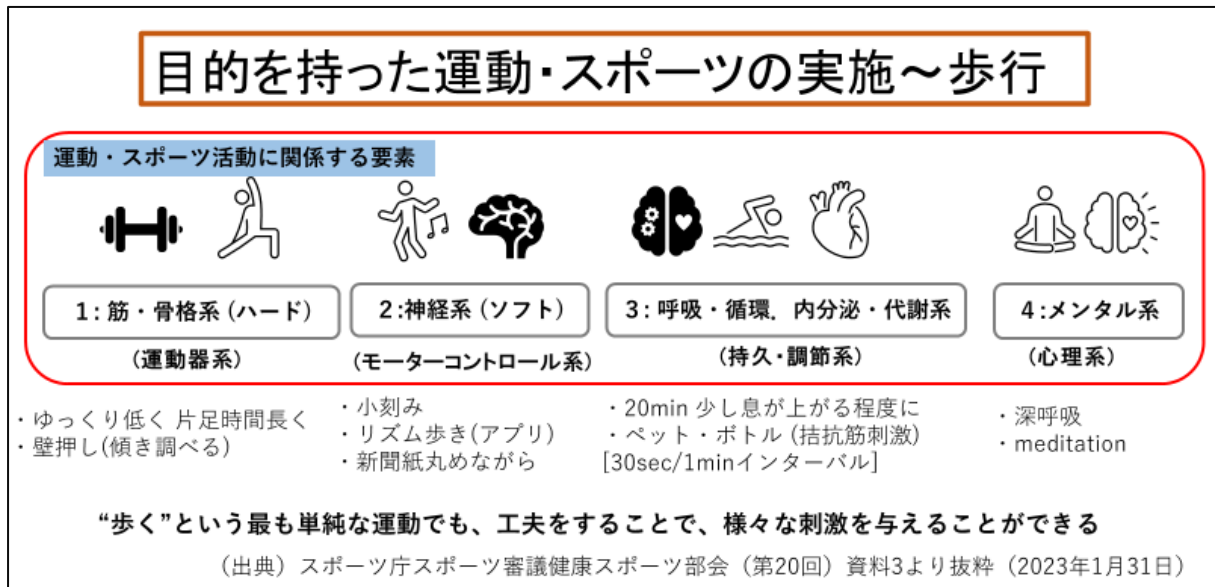 目的を持った運動・スポーツの実施～歩行
運動・スポーツ活動に関係する要素
1:筋・骨格系(ハード)
(運動器系)
2:神経系(ソフト)
(モーターコントロール系)
3:呼吸・循環．内分泌・代謝系
(持久・調節系)
4:メンタル系
(心理系)
・ゆっくり低く 片足時間長く
・壁押し(傾き調べる)
・小刻み
・リズム歩き(アプリ)
・新聞紙丸めながら
・20min 少し息が上がる程度に
・ペット・ボトル (拮抗筋刺激)
[30sec/1minインターバル]
・深呼吸
・meditation
“歩く”という最も単純な運動でも、工夫をすることで、様々な刺激を与えることができる
（出典）スポーツ庁スポーツ審議健康スポーツ部会（第20回）資料3より抜粋（2023年1月31日）